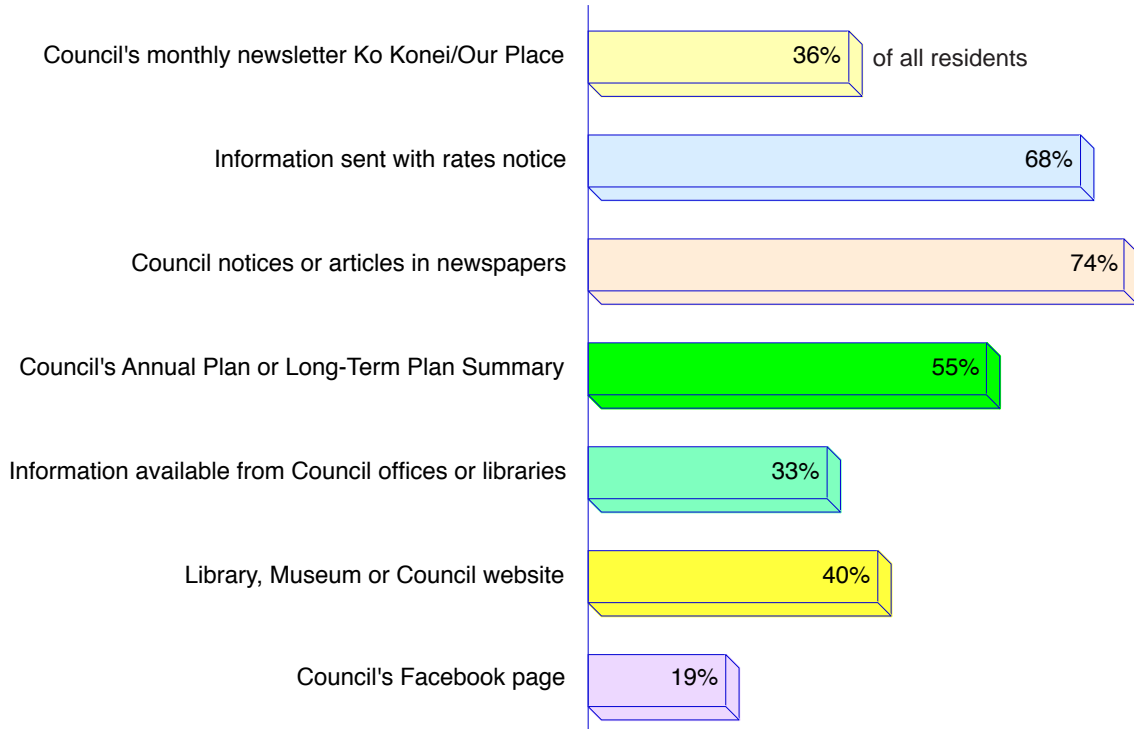 Council's monthly newsletter Ko Konei/Our Place 36% of all residents
Information sent with rates notice 68%
Council notices or articles in newspapers 74%
Council's Annual Plan or Long-Term Plan Summary 55%
Information available from Council offices or libraries 33%
Library, Museum or Council website 40%
Council's Facebook page 19%